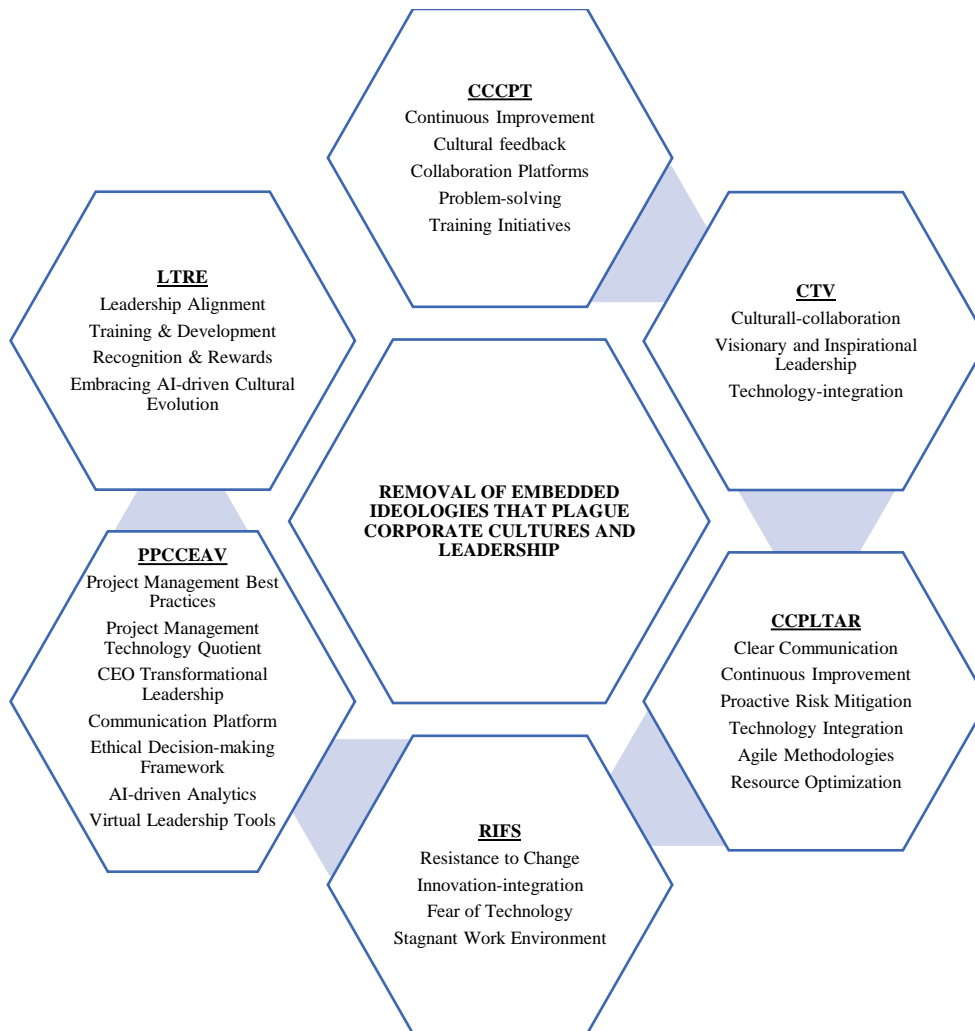 CCCPT
Continuous Improvement
Cultural feedback
Collaboration Platforms
Problem-solving
Training Initiatives
LTRE
Leadership Alignment
Training & Development
Recognition & Rewards
Embracing AI-driven Cultural
Evolution
CTV
Culturall-collaboration
Visionary and Inspirational
Leadership
Technology-integration
REMOVAL OF EMBEDDED
IDEOLOGIES THAT PLAGUE
CORPORATE CULTURES AND
LEADERSHIP
PPCCEAV
Project Management Best
Practices
Project Management
Technology Quotient
CEO Transformational
Leadership
Communication Platform
Ethical Decision-making
Framework
AI-driven Analytics
Virtual Leadership Tools
CCPLTAR
Clear Communication
Continuous Improvement
Proactive Risk Mitigation
Technology Integration
Agile Methodologies
Resource Optimization
RIFS
Resistance to Change
Innovation-integration
Fear of Technology
Stagnant Work Environment